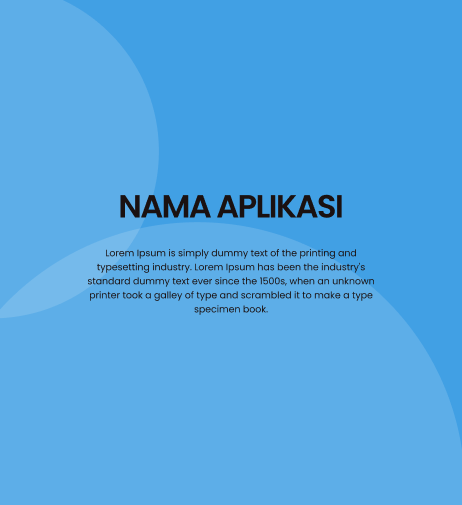 NAMA APLIKASI
Lorem Ipsum is simply dummy text of the printing and
typesetting industry. Lorem Ipsum has been the industry's
standard dummy text ever since the 1500s, when an unknown
printer took a galley of type and scrambled it to make a type
specimen book.